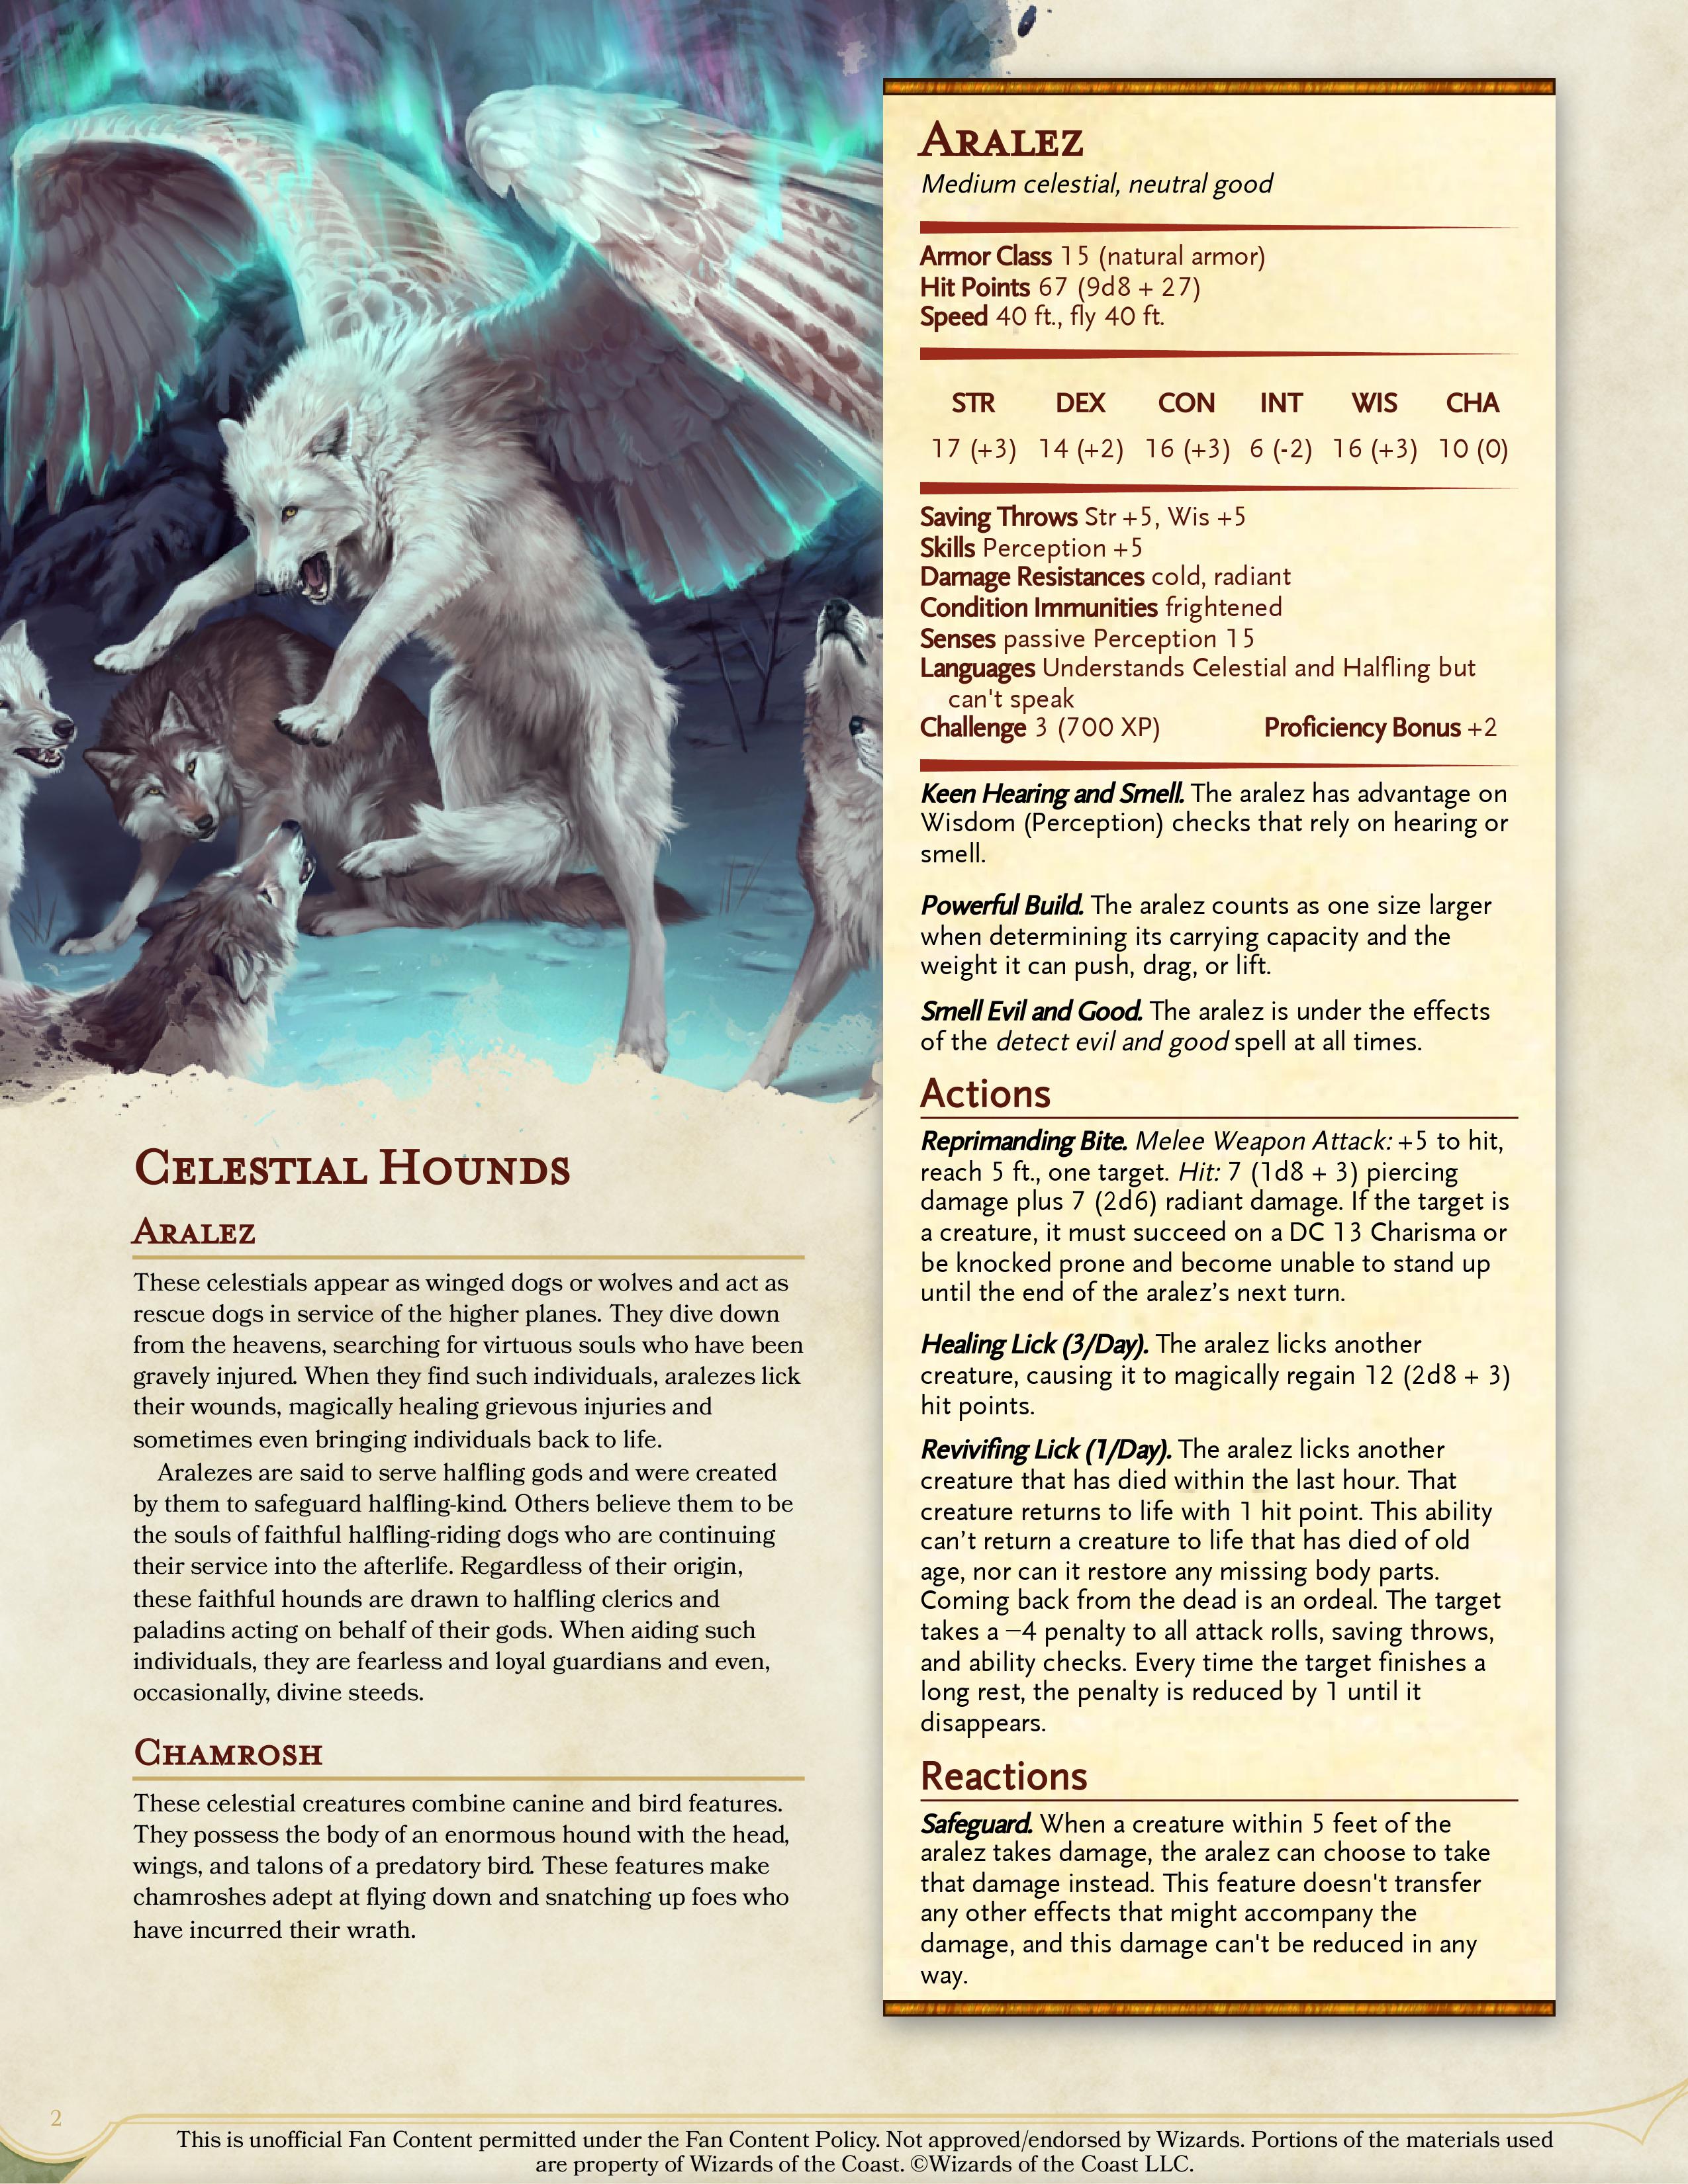 Celestial Hounds
Aralez
These celestials appear as winged dogs or wolves and act as
rescue dogs in service of the higher planes. They dive down
from the heavens, searching for virtuous souls who have been
gravely injured. When they find such individuals, aralezes lick
their wounds, magically healing grievous injuries and
sometimes even bringing individuals back to life.
Aralezes are said to serve halfling gods and were created
by them to safeguard halfling-kind. Others believe them to be
the souls of faithful halfling-riding dogs who are continuing
their service into the afterlife. Regardless of their origin,
these faithful hounds are drawn to halfling clerics and
paladins acting on behalf of their gods. When aiding such
individuals, they are fearless and loyal guardians and even,
occasionally, divine steeds.
Chamrosh
These celestial creatures combine canine and bird features.
They possess the body of an enormous hound with the head,
wings, and talons of a predatory bird. These features make
chamroshes adept at flying down and snatching up foes who
have incurred their wrath.
Aralez
Medium celestial, neutral good
Armor Class 15 (natural armor)
Hit Points 67 (9d8 + 27)
Speed 40 ft., fly 40 ft.
STR DEX CON INT WIS CHA
17 (+3) 14 (+2) 16 (+3) 6 (-2) 16 (+3) 10 (0)
Saving Throws Str +5, Wis +5
Skills Perception +5
Damage Resistances cold, radiant
Condition Immunities frightened
Senses passive Perception 15
Languages Understands Celestial and Halfling but
can't speak
Challenge 3 (700 XP) Proficiency Bonus +2
Keen Hearing and Smell. The aralez has advantage on
Wisdom (Perception) checks that rely on hearing or
smell.
Powerful Build. The aralez counts as one size larger
when determining its carrying capacity and the
weight it can push, drag, or lift.
Smell Evil and Good. The aralez is under the effects
of the detect evil and good spell at all times.
Actions
Reprimanding Bite. Melee Weapon Attack: +5 to hit,
reach 5 ft., one target. Hit: 7 (1d8 + 3) piercing
damage plus 7 (2d6) radiant damage. If the target is
a creature, it must succeed on a DC 13 Charisma or
be knocked prone and become unable to stand up
until the end of the aralez’s next turn.
Healing Lick (3/Day). The aralez licks another
creature, causing it to magically regain 12 (2d8 + 3)
hit points.
Revivifing Lick (1/Day). The aralez licks another
creature that has died within the last hour. That
creature returns to life with 1 hit point. This ability
can’t return a creature to life that has died of old
age, nor can it restore any missing body parts.
Coming back from the dead is an ordeal. The target
takes a −4 penalty to all attack rolls, saving throws,
and ability checks. Every time the target finishes a
long rest, the penalty is reduced by 1 until it
disappears.
Reactions
Safeguard. When a creature within 5 feet of the
aralez takes damage, the aralez can choose to take
that damage instead. This feature doesn't transfer
any other effects that might accompany the
damage, and this damage can't be reduced in any
way.
2
This is unofficial Fan Content permitted under the Fan Content Policy. Not approved/endorsed by Wizards. Portions of the materials used
are property of Wizards of the Coast. ©Wizards of the Coast LLC.